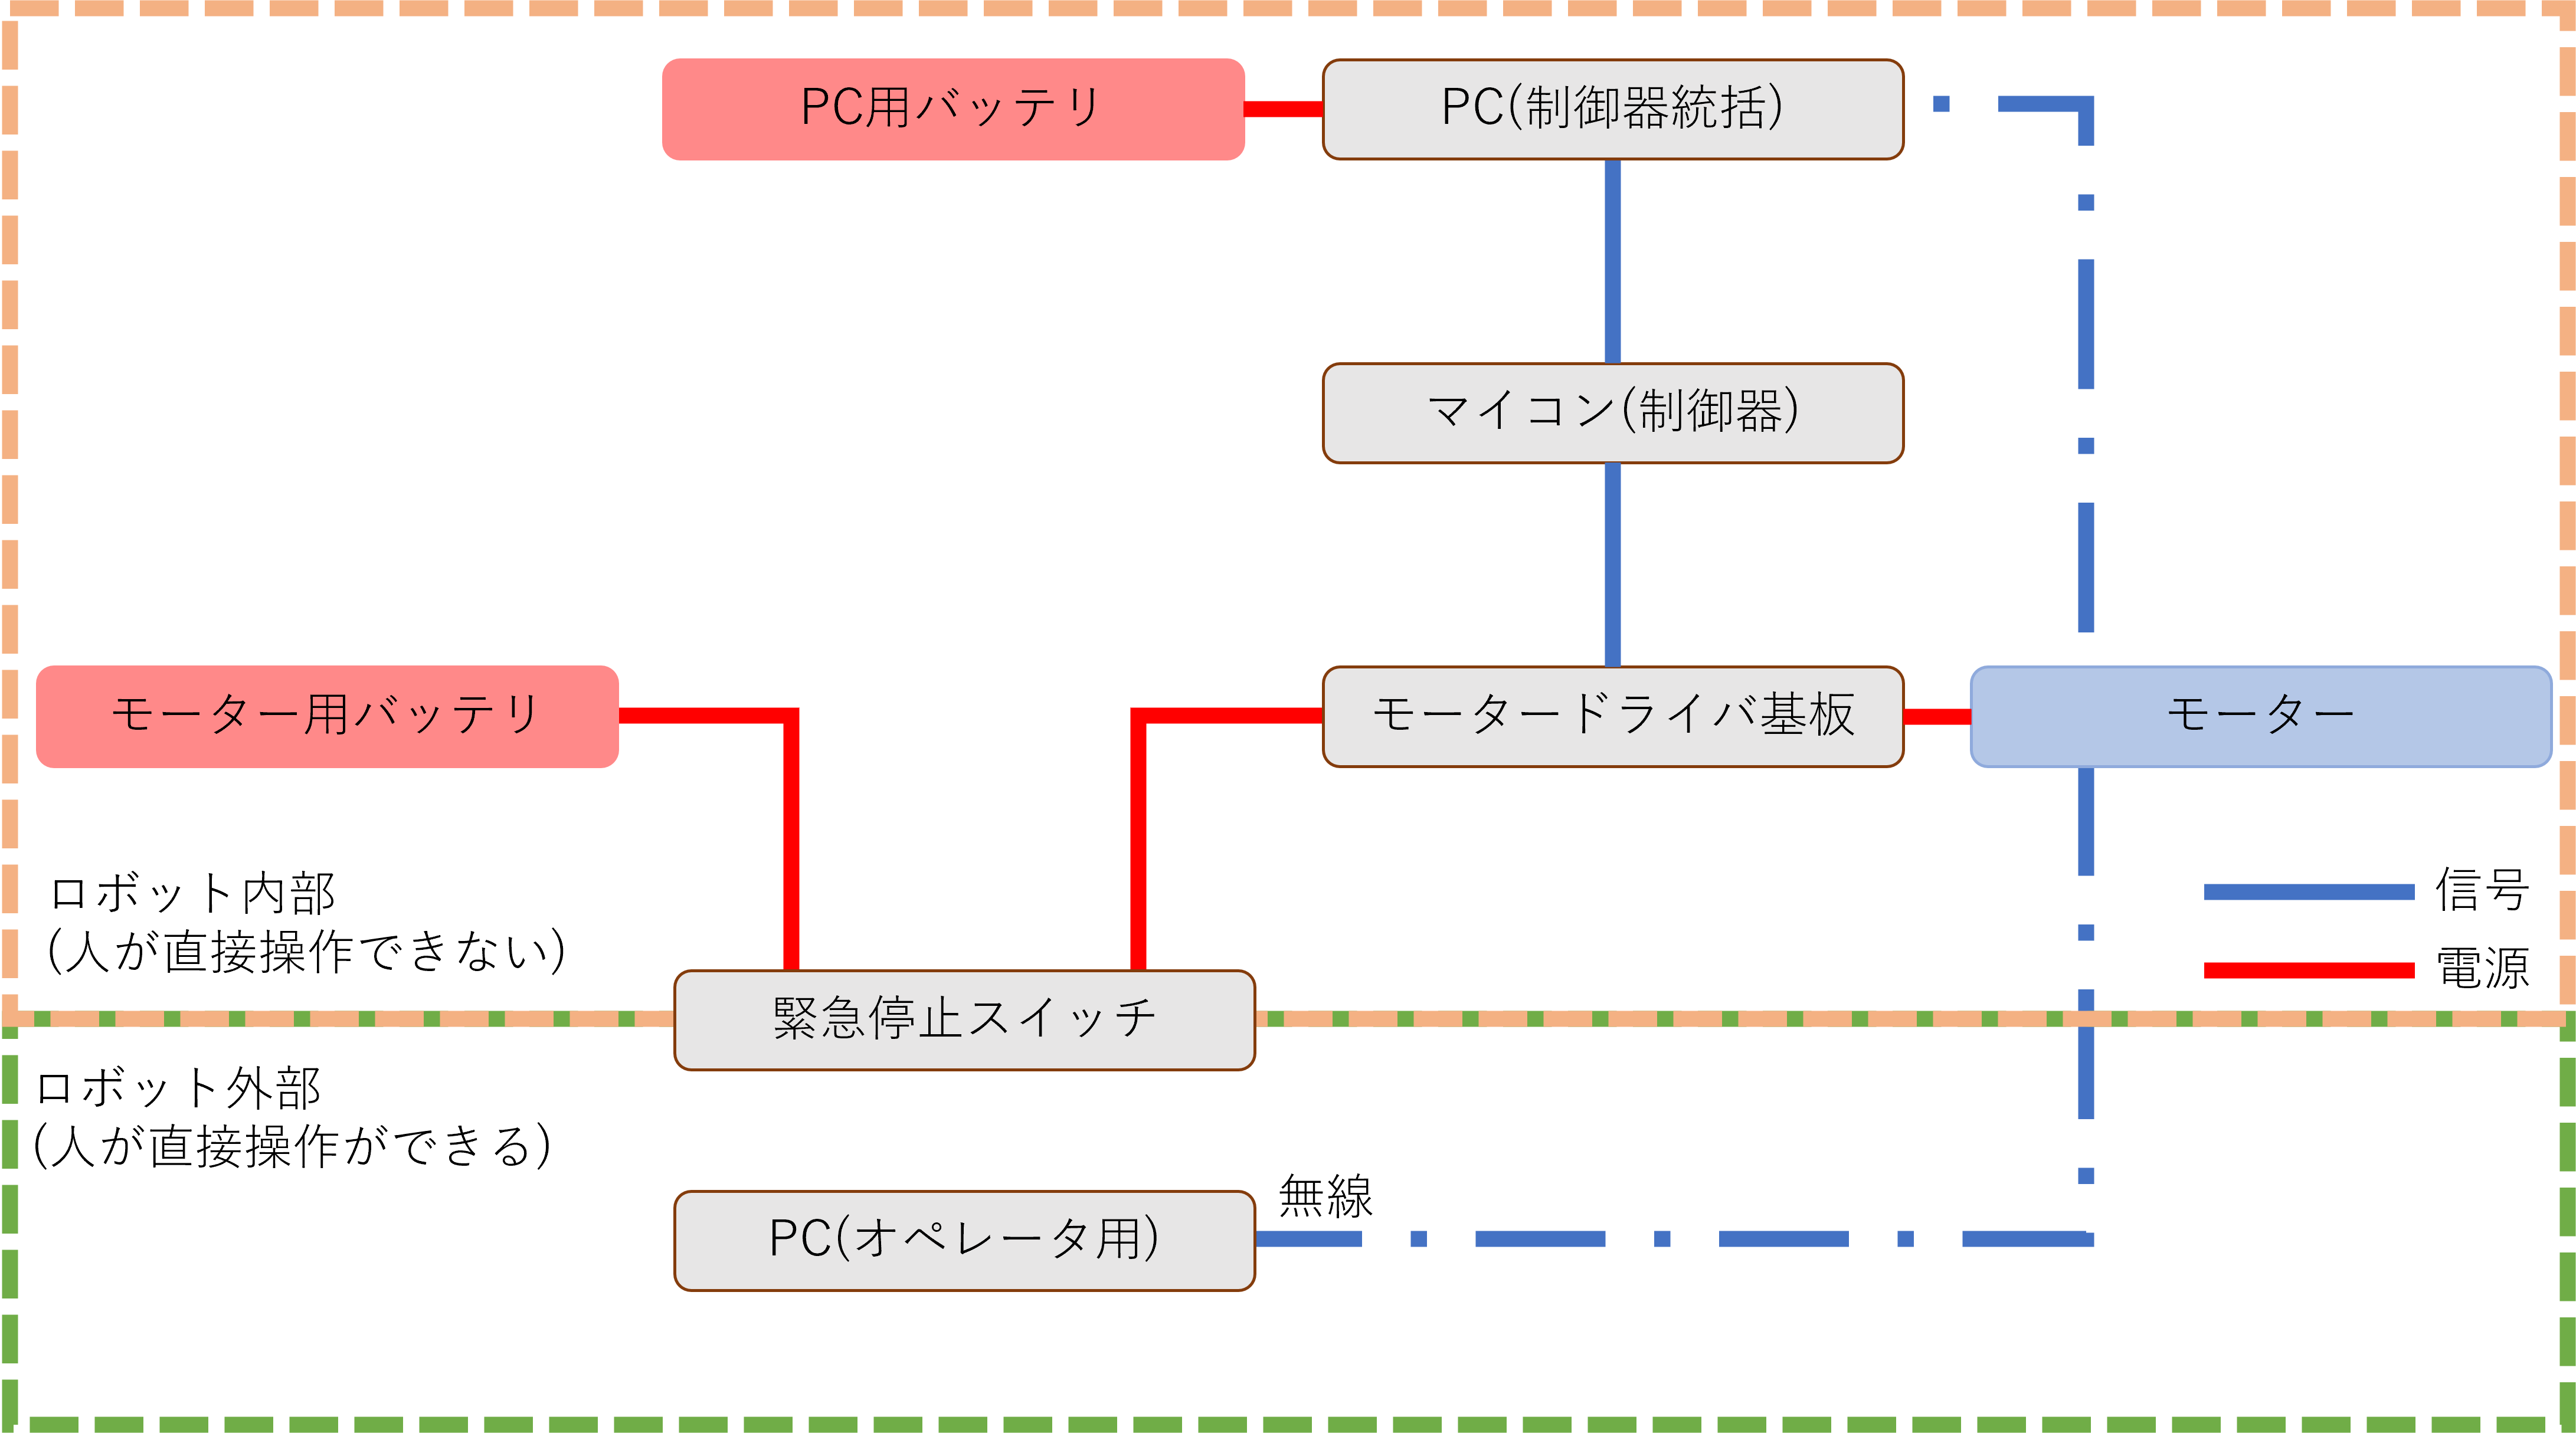 PC用バッテリ
PC(制御器統括)
マイコン(制御器)
モーター用バッテリ
モータードライバ基板
モーター
ロボット内部
(人が直接操作できない)
信号
電源
緊急停止スイッチ
ロボット外部
(人が直接操作ができる)
無線
PC(オペレータ用)